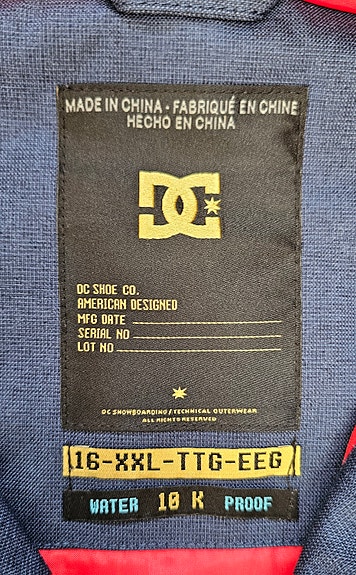 MADE IN CHINA - FABRIQUÉ EN CHINE
HECHO EN CHINA
DC
DC SHOE CO.
AMERICAN DESIGNED
MFG DATE
SERIAL NO
LOT NO
DC SNOWBOARDING / TECHNICAL OUTERWEAR
ALL RIGHTS RESERVED
16-XXL-TTG-EEG
WATER 10 K PROOF